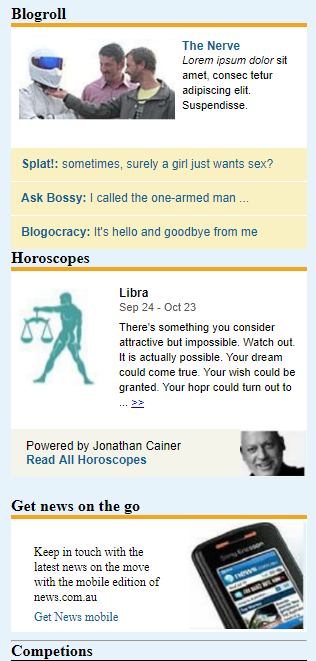 Blogroll
The Nerve
Lorem ipsum dolor sit
amet, consec tetur
adipiscing elit.
Suspendisse.
Splat!: sometimes, surely a girl just wants sex?
Ask Bossy: I called the one-armed man ...
Blogocracy: It's hello and goodbye from me
Horoscopes
Libra
Sep 24 - Oct 23
There's something you consider
attractive but impossible. Watch out.
It is actually possible. Your dream
could come true. Your wish could be
granted. Your hopr could turn out to
... >>
Powered by Jonathan Cainer
Read All Horoscopes
Get news on the go
Keep in touch with the
latest news on the move
with the mobile edition of
news.com.au
Get News mobile
Sony Ericsson
news.com.au
Competions